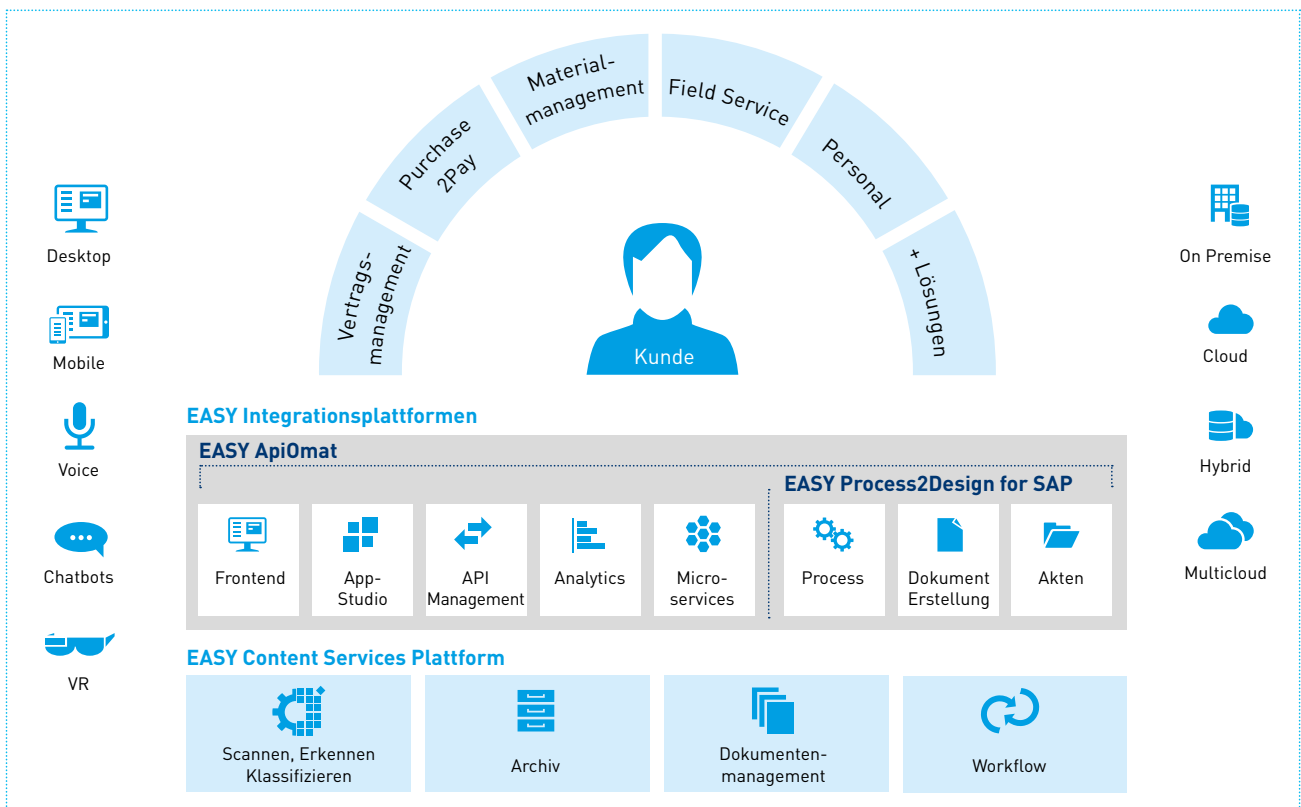 Material-
management
Field Service
Purchase
2Pay
Personal
Vertrags-
management
+ Lösungen
Kunde
Desktop
Mobile
Voice
Chatbots
VR
On Premise
Cloud
Hybrid
Multicloud
EASY Integrationsplattformen
EASY ApiOmat
EASY Process2Design for SAP
Frontend
App-
Studio
API
Management
Analytics
Micro-
services
Process
Dokument
Erstellung
Akten
EASY Content Services Plattform
Scannen, Erkennen
Klassifizieren
Archiv
Dokumenten-
management
Workflow